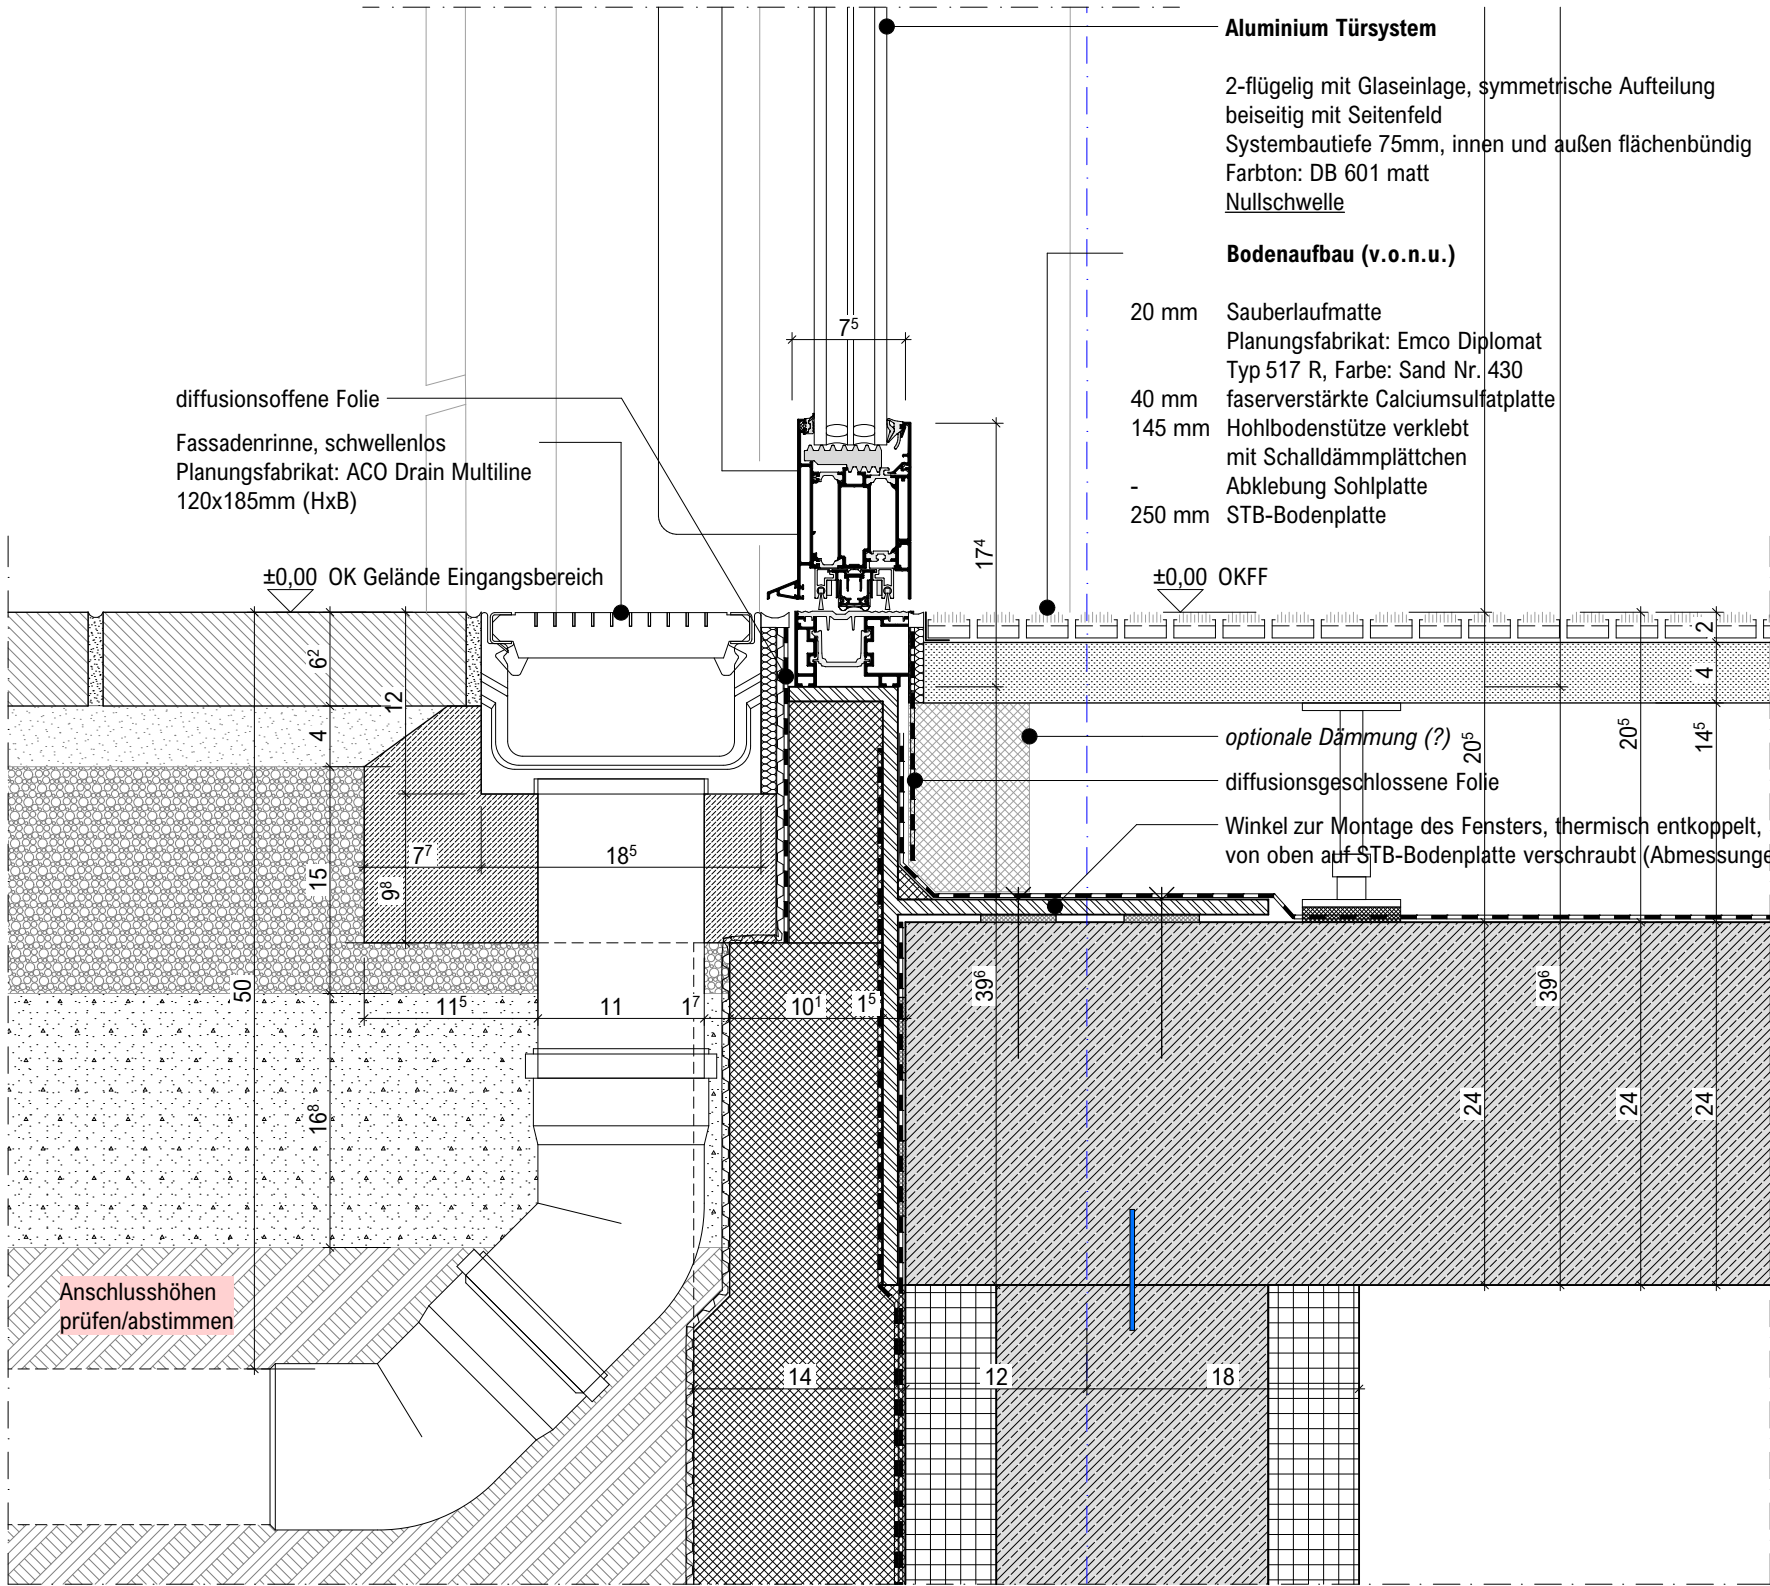 Aluminium Türsystem
2-flügelig mit Glaseinlage, symmetrische Aufteilung
beiseitig mit Seitenfeld
Systembautiefe 75mm, innen und außen flächenbündig
Farbton: DB 601 matt
Nullschwelle
Bodenaufbau (v.o.n.u.)
20 mm Sauberlaufmatte
Planungsfabrikat: Emco Diplomat
Typ 517 R, Farbe: Sand Nr. 430
40 mm faserverstärkte Calciumsulfatplatte
145 mm Hohlbodenstütze verklebt
mit Schalldämmplättchen
- Abklebung Sohlplatte
250 mm STB-Bodenplatte
7⁵
diffusionsoffene Folie
Fassadenrinne, schwellenlos
Planungsfabrikat: ACO Drain Multiline
120x185mm (HxB)
17⁴
±0,00 OK Gelände Eingangsbereich
±0,00 OKFF
6²
12
4
15
9⁸
7⁷
18⁵
50
16⁸
11⁵
11
1⁷
10¹
1⁵
2
4
14⁵
20⁵
20⁵
optionale Dämmung (?)
diffusionsgeschlossene Folie
Winkel zur Montage des Fensters, thermisch entkoppelt,
von oben auf STB-Bodenplatte verschraubt (Abmessunge
39⁶
39⁶
24
24
24
Anschlusshöhen
prüfen/abstimmen
14
12
18